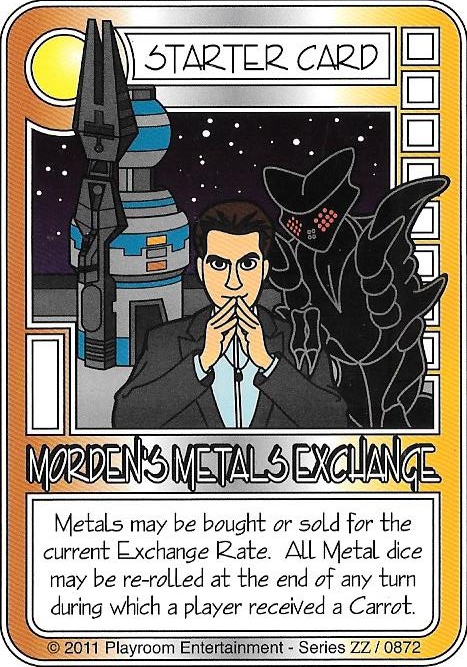 STARTER CARD
MORDEN'S METALS EXCHANGE
Metals may be bought or sold for the
current Exchange Rate. All Metal dice
may be re-rolled at the end of any turn
during which a player received a Carrot.
© 2011 Playroom Entertainment - Series ZZ / 0872